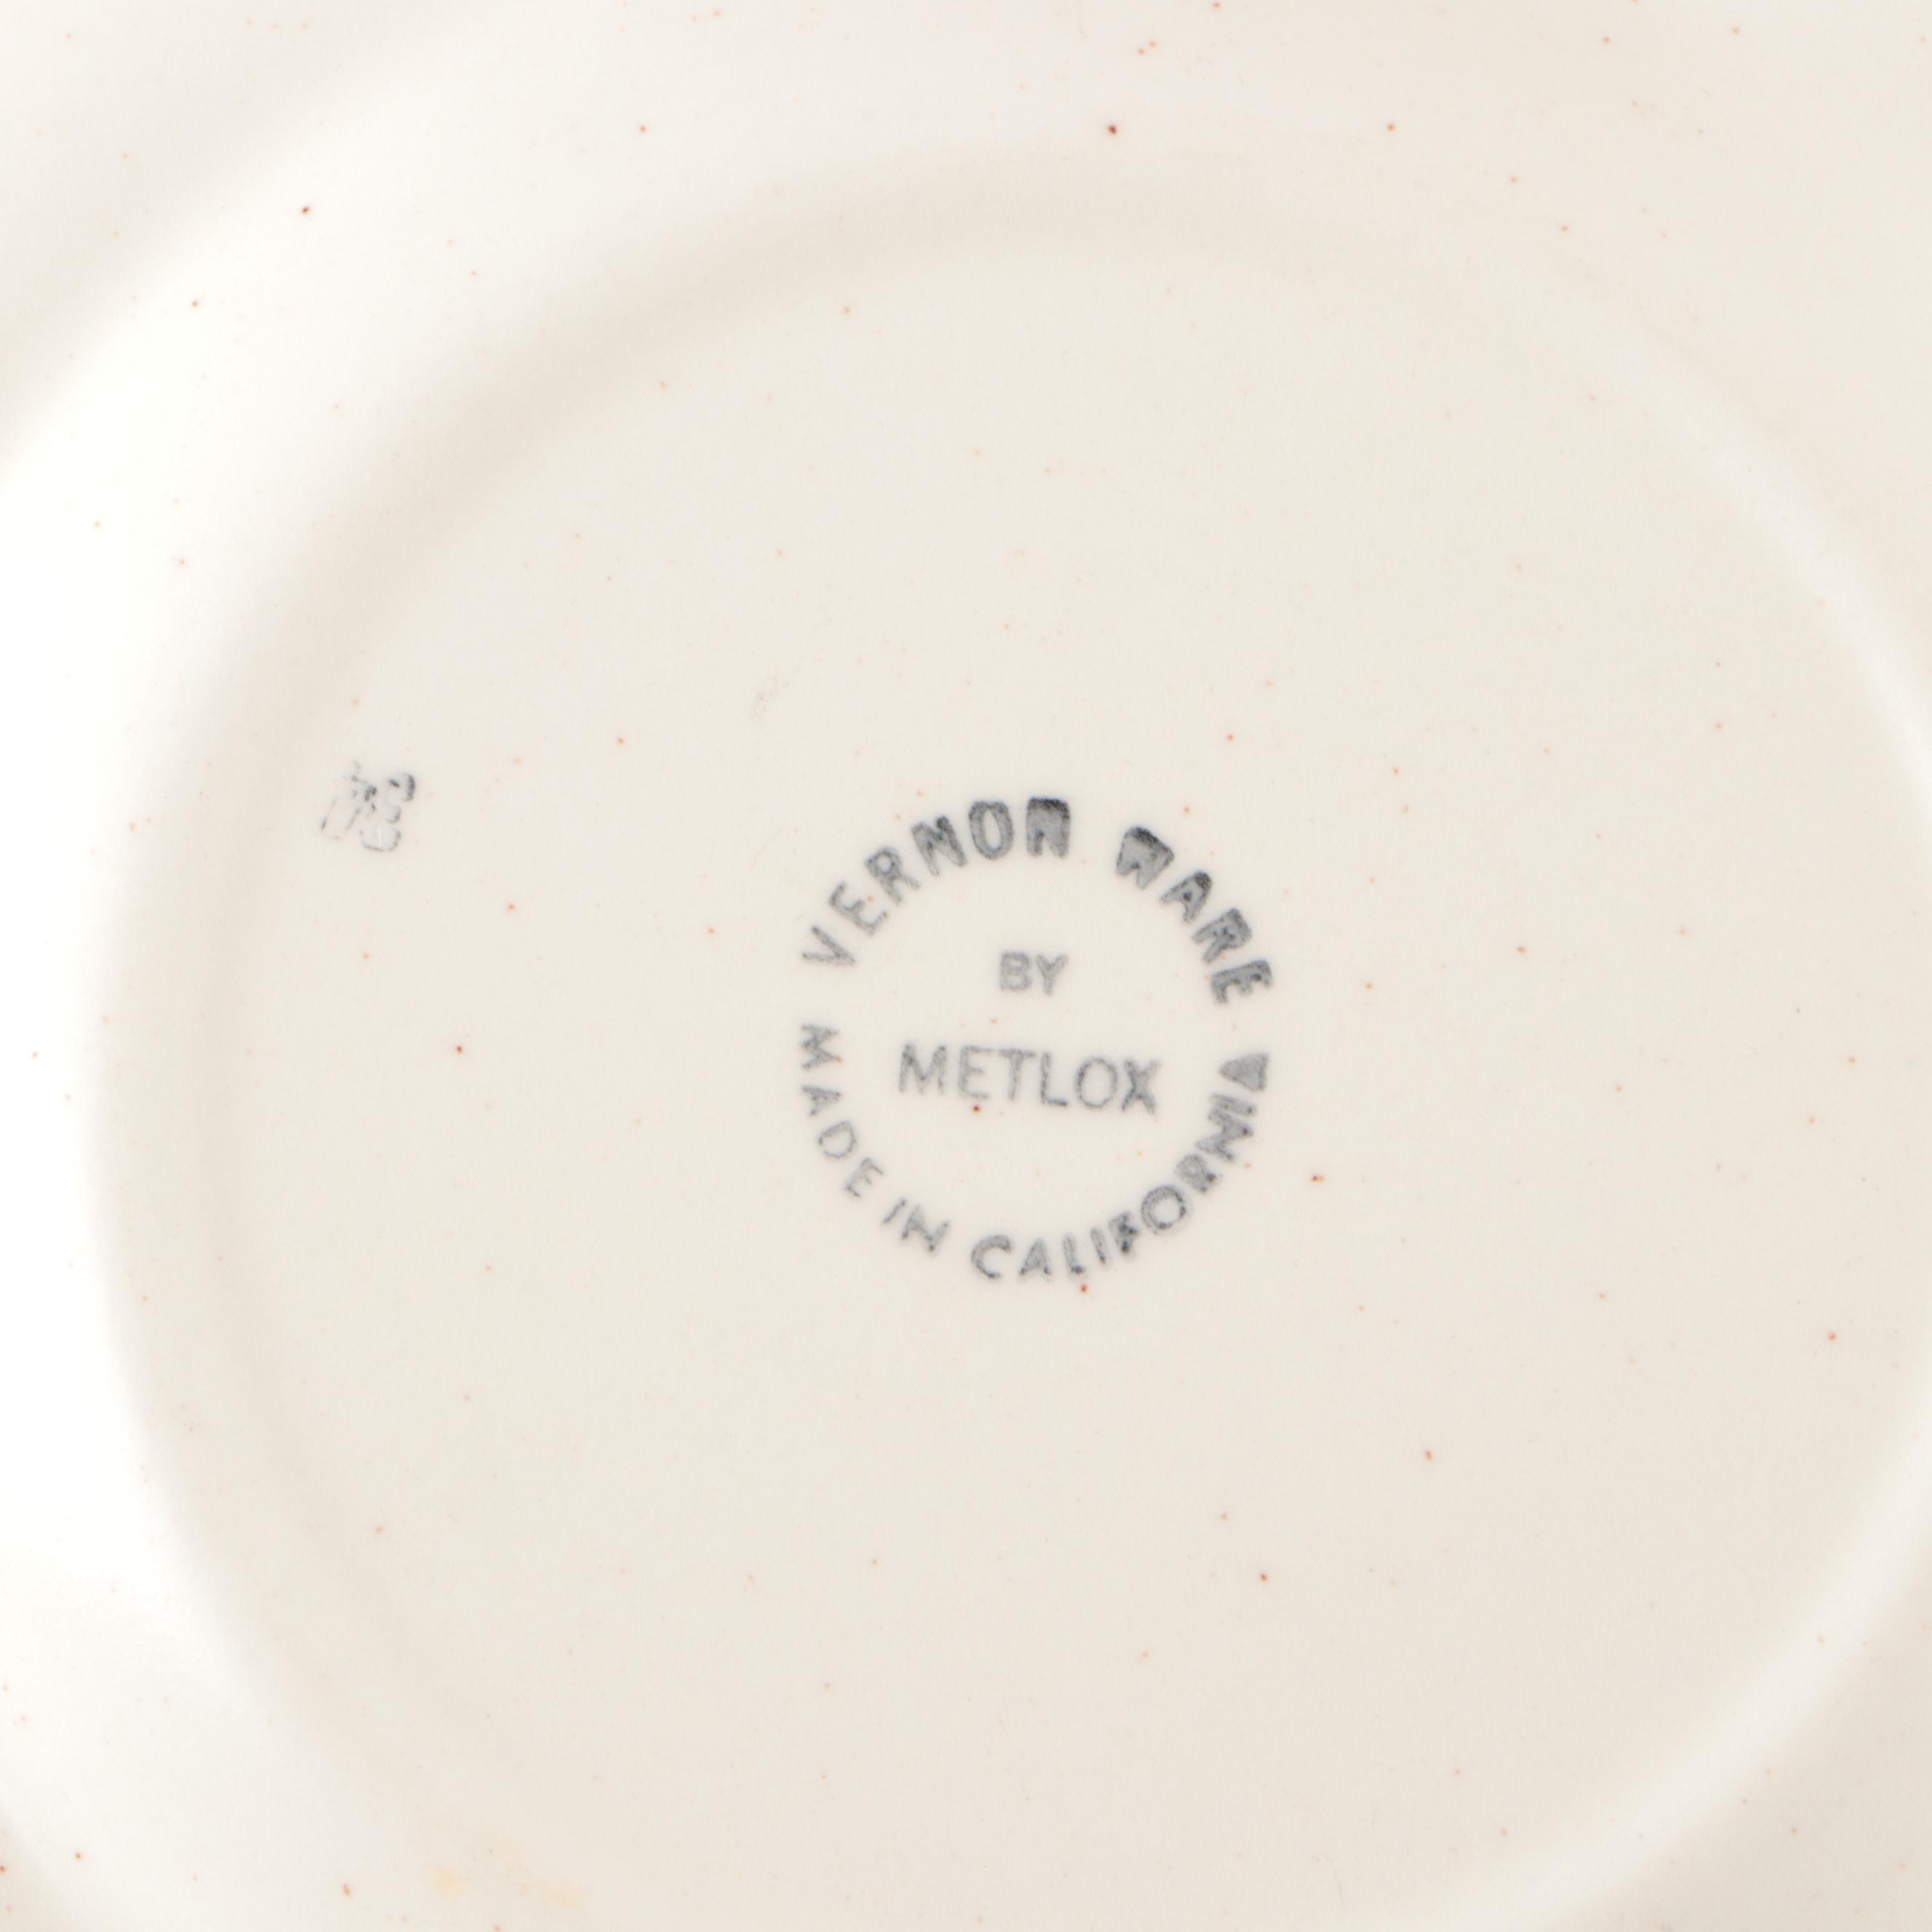 VERNON WARE
BY
METLOX
MADE IN CALIFORNIA